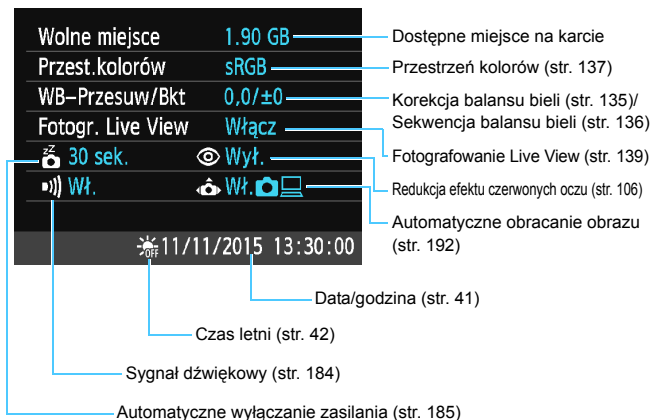 Wolne miejsce 1.90 GB Dostępne miejsce na karcie
Przest.kolorów sRGB Przestrzeń kolorów (str. 137)
WB–Przesuw/Bkt 0,0/±0 Korekcja balansu bieli (str. 135)/
Sekwencja balansu bieli (str. 136)
Fotogr. Live View Włącz Fotografowanie Live View (str. 139)
zZ 30 sek. Wył. Redukcja efektu czerwonych oczu (str. 106)
Wł. Wł. Automatyczne obracanie obrazu
(str. 192)
OFF 11/11/2015 13:30:00
Data/godzina (str. 41)
Czas letni (str. 42)
Sygnał dźwiękowy (str. 184)
Automatyczne wyłączanie zasilania (str. 185)